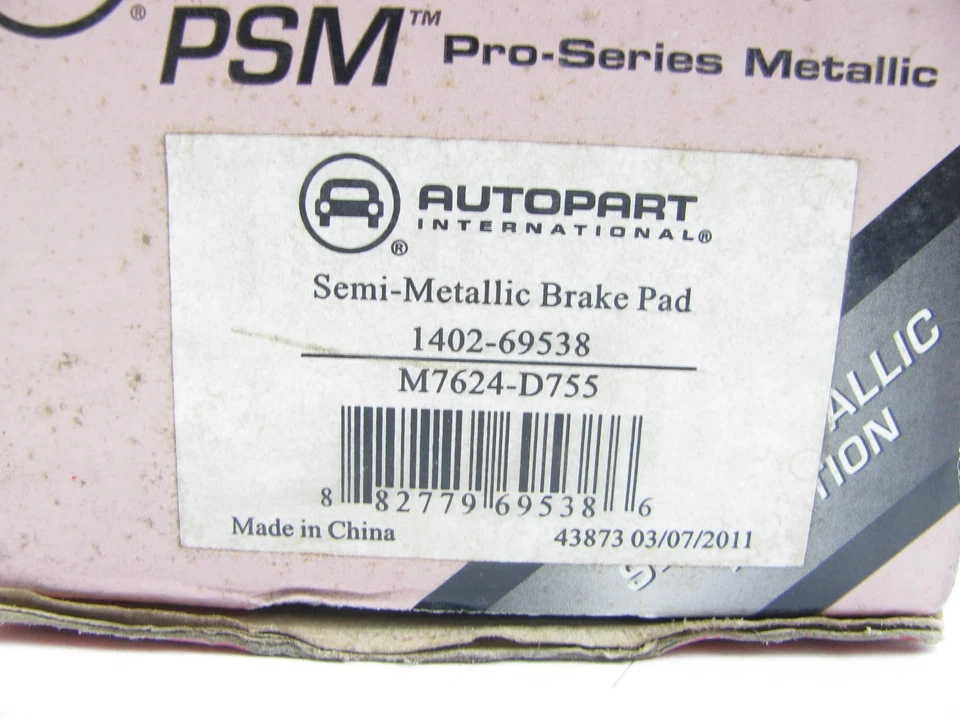 ® PSM™ Pro-Series Metallic
AUTOPART
INTERNATIONAL®
®
Semi-Metallic Brake Pad
1402-69538
M7624-D755
8 82779 69538 6
Made in China 43873 03/07/2011
ALLIC
TION